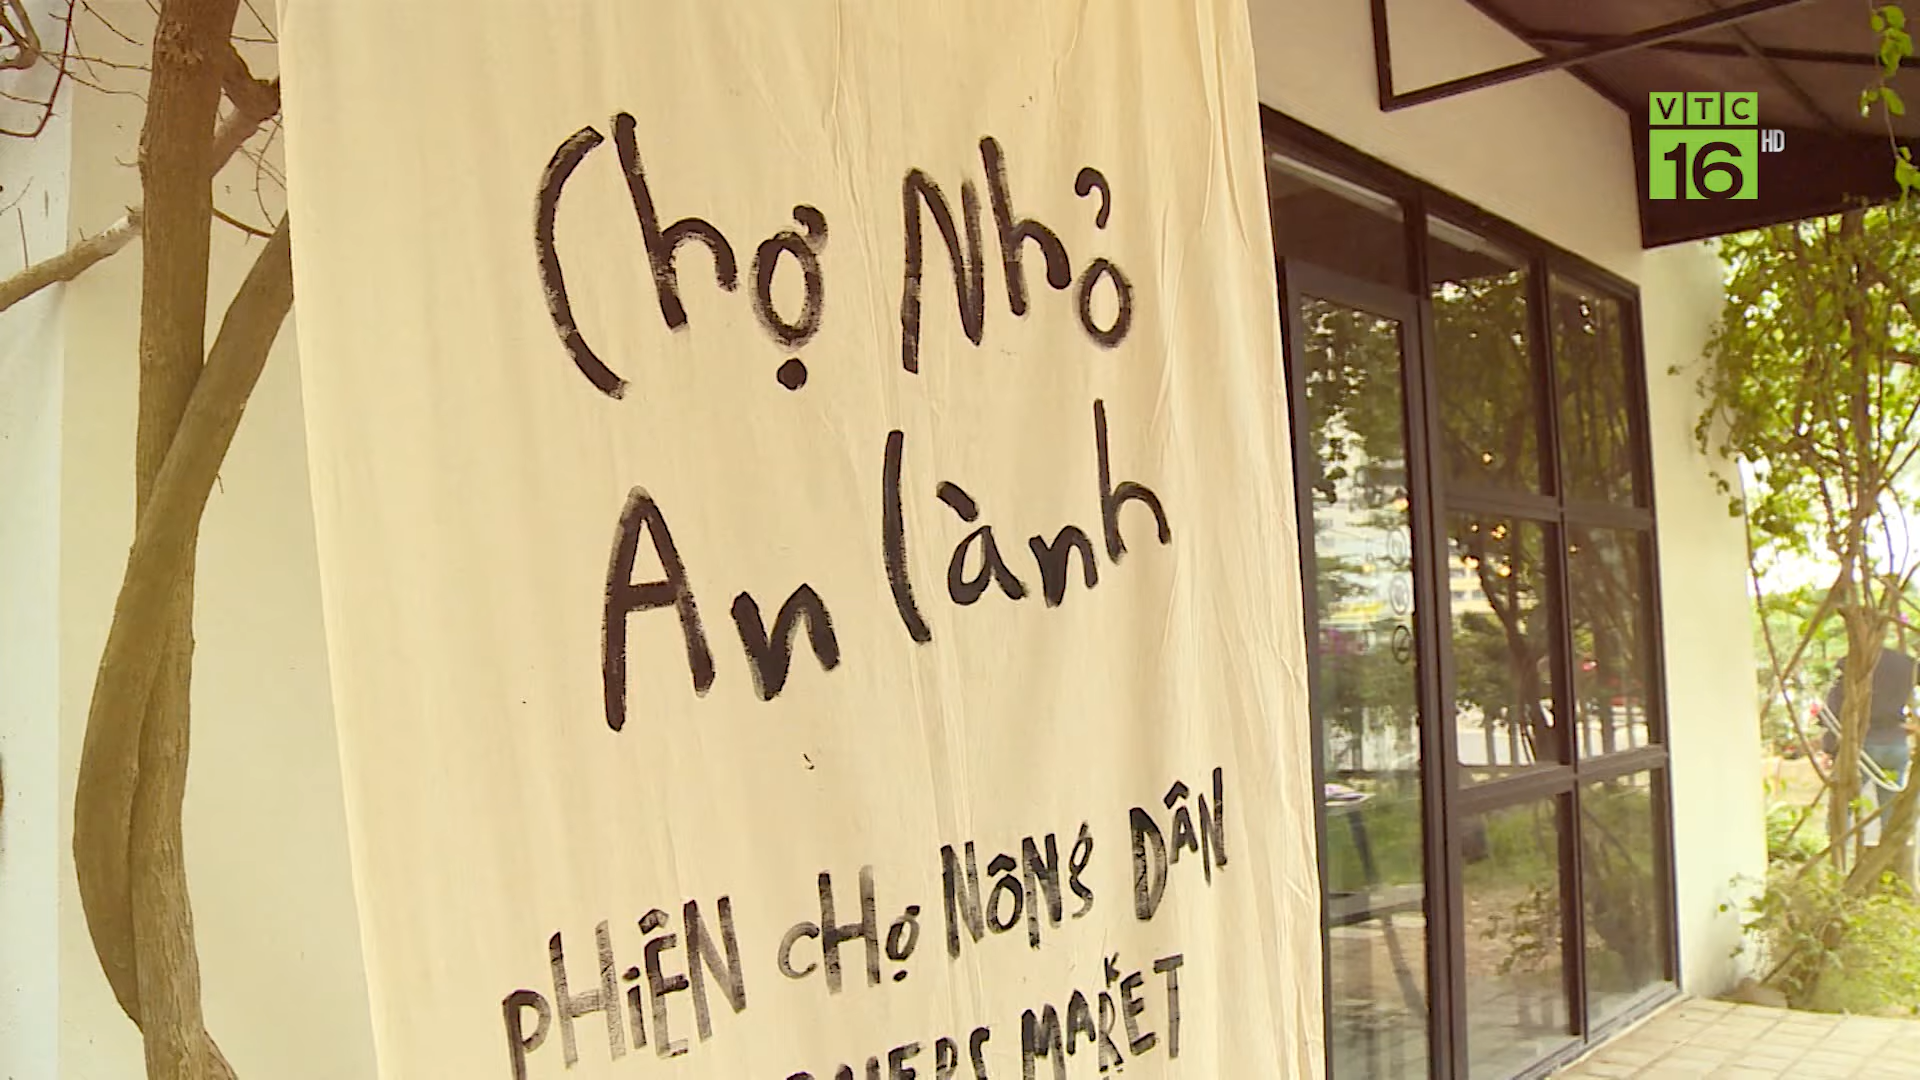 VTC
16 HD
Chợ Nhỏ
An lành
PHiÊN CHợ NÔNG DÂN
MARKET